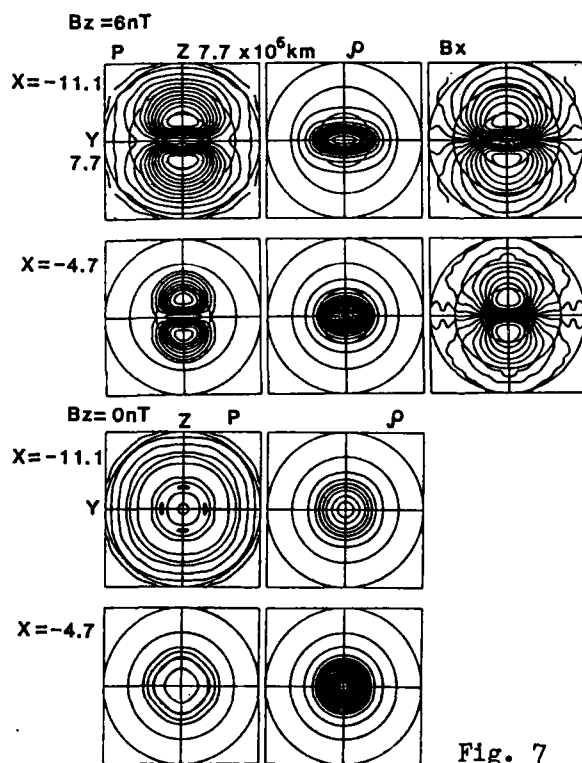 Bz=6nT
P Z 7.7 x10⁶km ρ Bx
X=-11.1
Y
7.7
X=-4.7
Bz=0nT Z P ρ
X=-11.1
Y
X=-4.7
Fig. 7